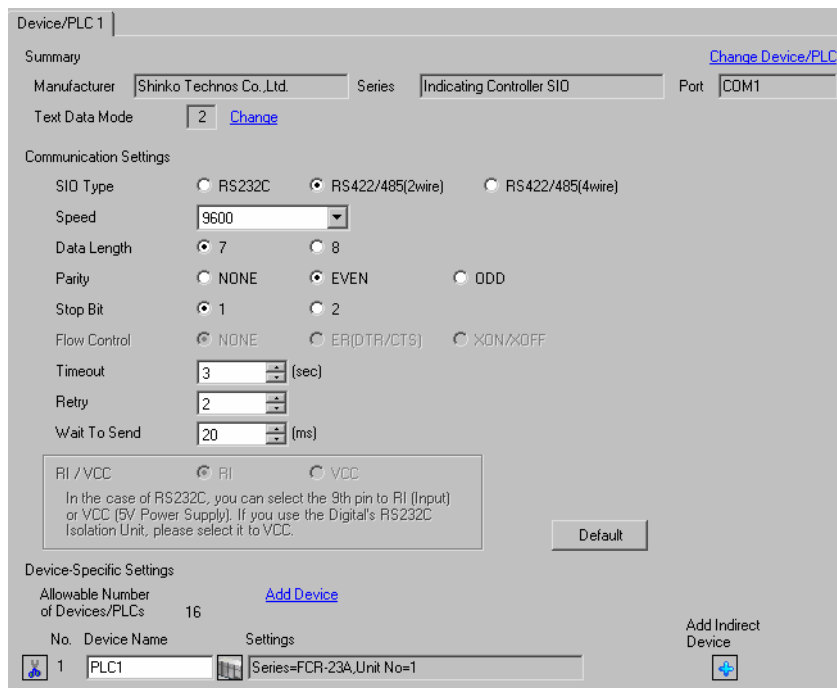 Device/PLC 1
Summary Change Device/PLC
Manufacturer Shinko Technos Co.,Ltd. Series Indicating Controller SIO Port COM1
Text Data Mode 2 Change
Communication Settings
SIO Type RS232C RS422/485(2wire) RS422/485(4wire)
Speed 9600
Data Length 7 8
Parity NONE EVEN ODD
Stop Bit 1 2
Flow Control NONE ER(DTR/CTS) XON/XOFF
Timeout 3 (sec)
Retry 2
Wait To Send 20 (ms)
RI / VCC RI VCC
In the case of RS232C, you can select the 9th pin to RI (Input)
or VCC (5V Power Supply). If you use the Digital's RS232C
Isolation Unit, please select it to VCC.
Default
Device-Specific Settings
Allowable Number Add Device
of Devices/PLCs 16
Add Indirect
No. Device Name Settings Device
1 PLC1 Series=FCR-23A,Unit No=1